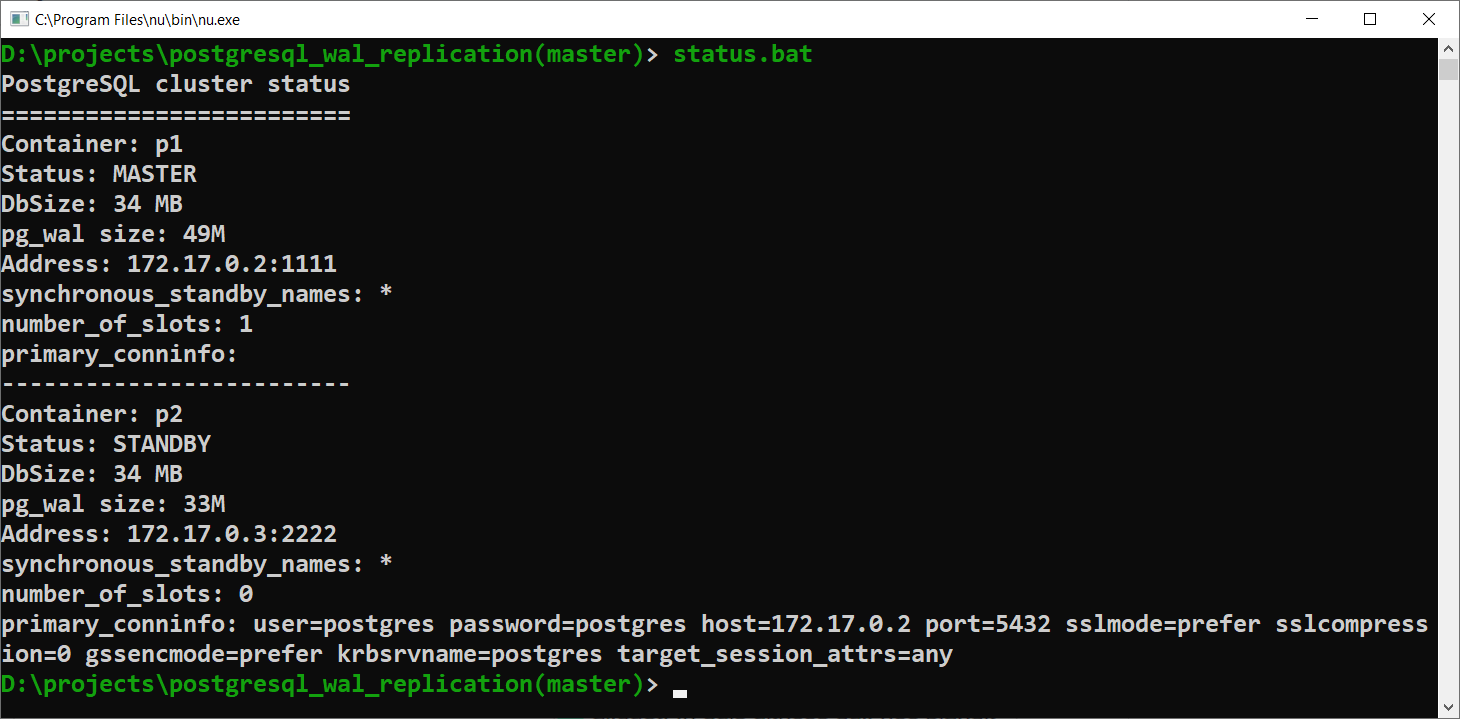 C:\Program Files\nu\bin\nu.exe
D:\projects\postgresql_wal_replication(master)> status.bat
PostgreSQL cluster status
=========================
Container: p1
Status: MASTER
DbSize: 34 MB
pg_wal size: 49M
Address: 172.17.0.2:1111
synchronous_standby_names: *
number_of_slots: 1
primary_conninfo:
-------------------------
Container: p2
Status: STANDBY
DbSize: 34 MB
pg_wal size: 33M
Address: 172.17.0.3:2222
synchronous_standby_names: *
number_of_slots: 0
primary_conninfo: user=postgres password=postgres host=172.17.0.2 port=5432 sslmode=prefer sslcompress
ion=0 gssencmode=prefer krbsrvname=postgres target_session_attrs=any
D:\projects\postgresql_wal_replication(master)>